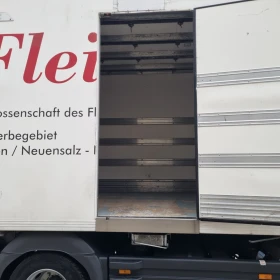 Flei
ossenschaft des Fl
erbegebiet
n / Neuensalz -